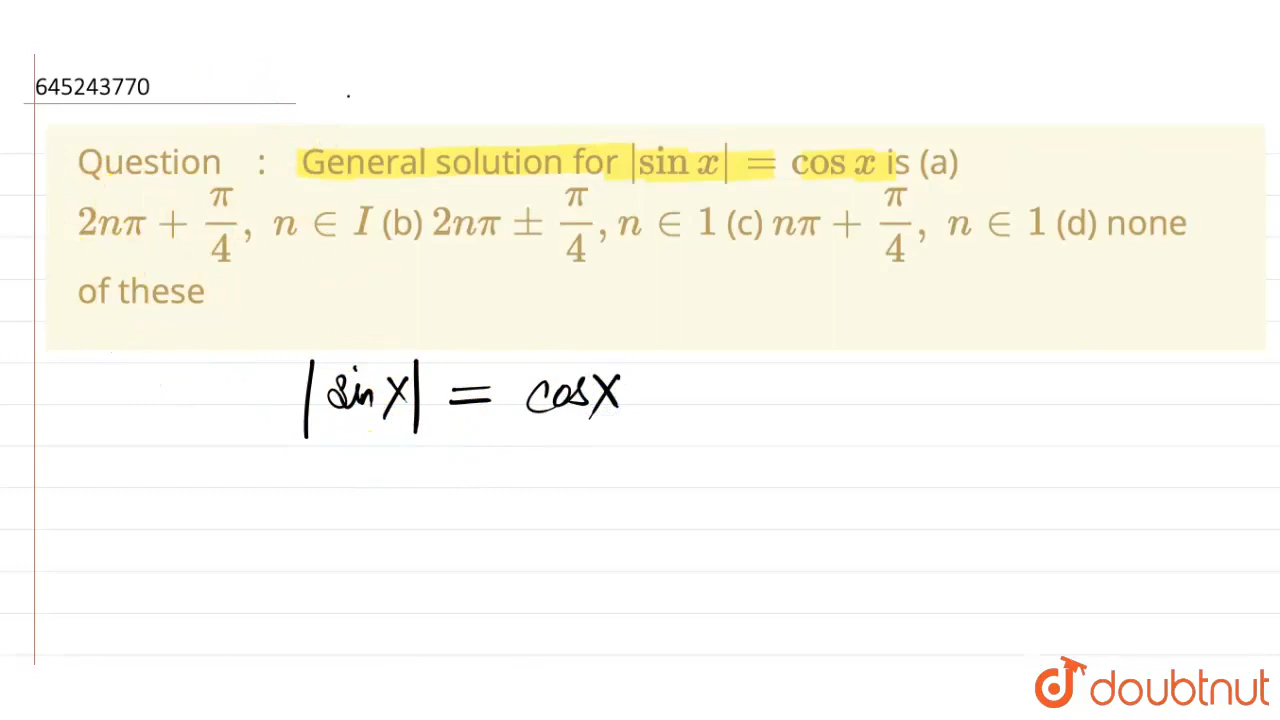 645243770
Question : General solution for |sin x| = cos x is (a)
2nπ + π/4, n ∈ I (b) 2nπ ± π/4, n ∈ 1 (c) nπ + π/4, n ∈ 1 (d) none
of these
|sin x| = cos x
doubtnut